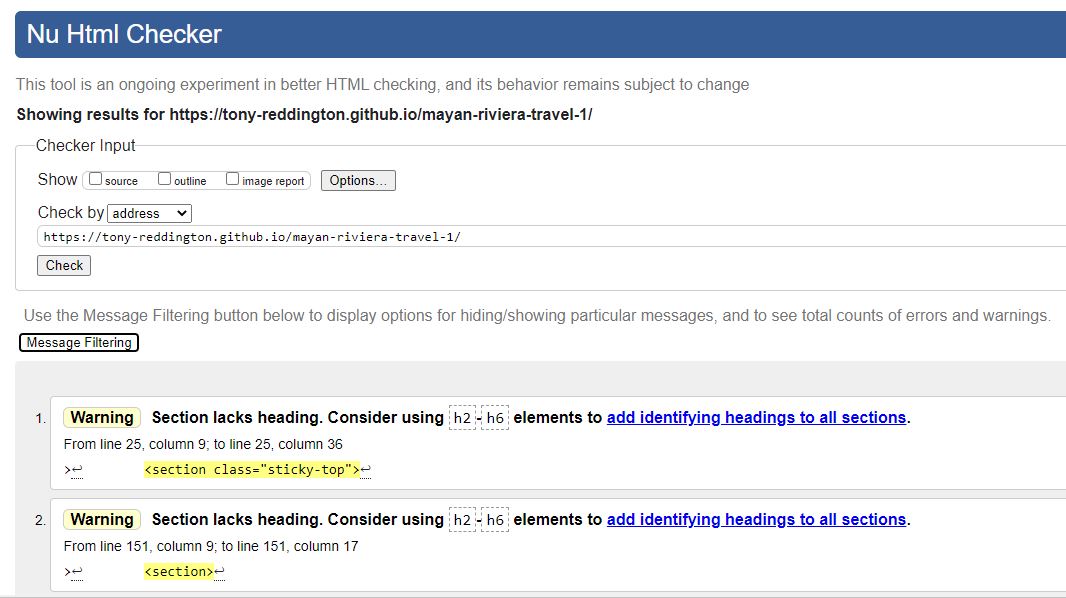 Nu Html Checker
This tool is an ongoing experiment in better HTML checking, and its behavior remains subject to change
Showing results for https://tony-reddington.github.io/mayan-riviera-travel-1/
Checker Input
Show source outline image report Options...
Check by address
https://tony-reddington.github.io/mayan-riviera-travel-1/
Check
Use the Message Filtering button below to display options for hiding/showing particular messages, and to see total counts of errors and warnings.
Message Filtering
1. Warning Section lacks heading. Consider using h2-h6 elements to add identifying headings to all sections.
From line 25, column 9; to line 25, column 36
>↩ <section class="sticky-top">↩
2. Warning Section lacks heading. Consider using h2-h6 elements to add identifying headings to all sections.
From line 151, column 9; to line 151, column 17
>↩ <section>↩